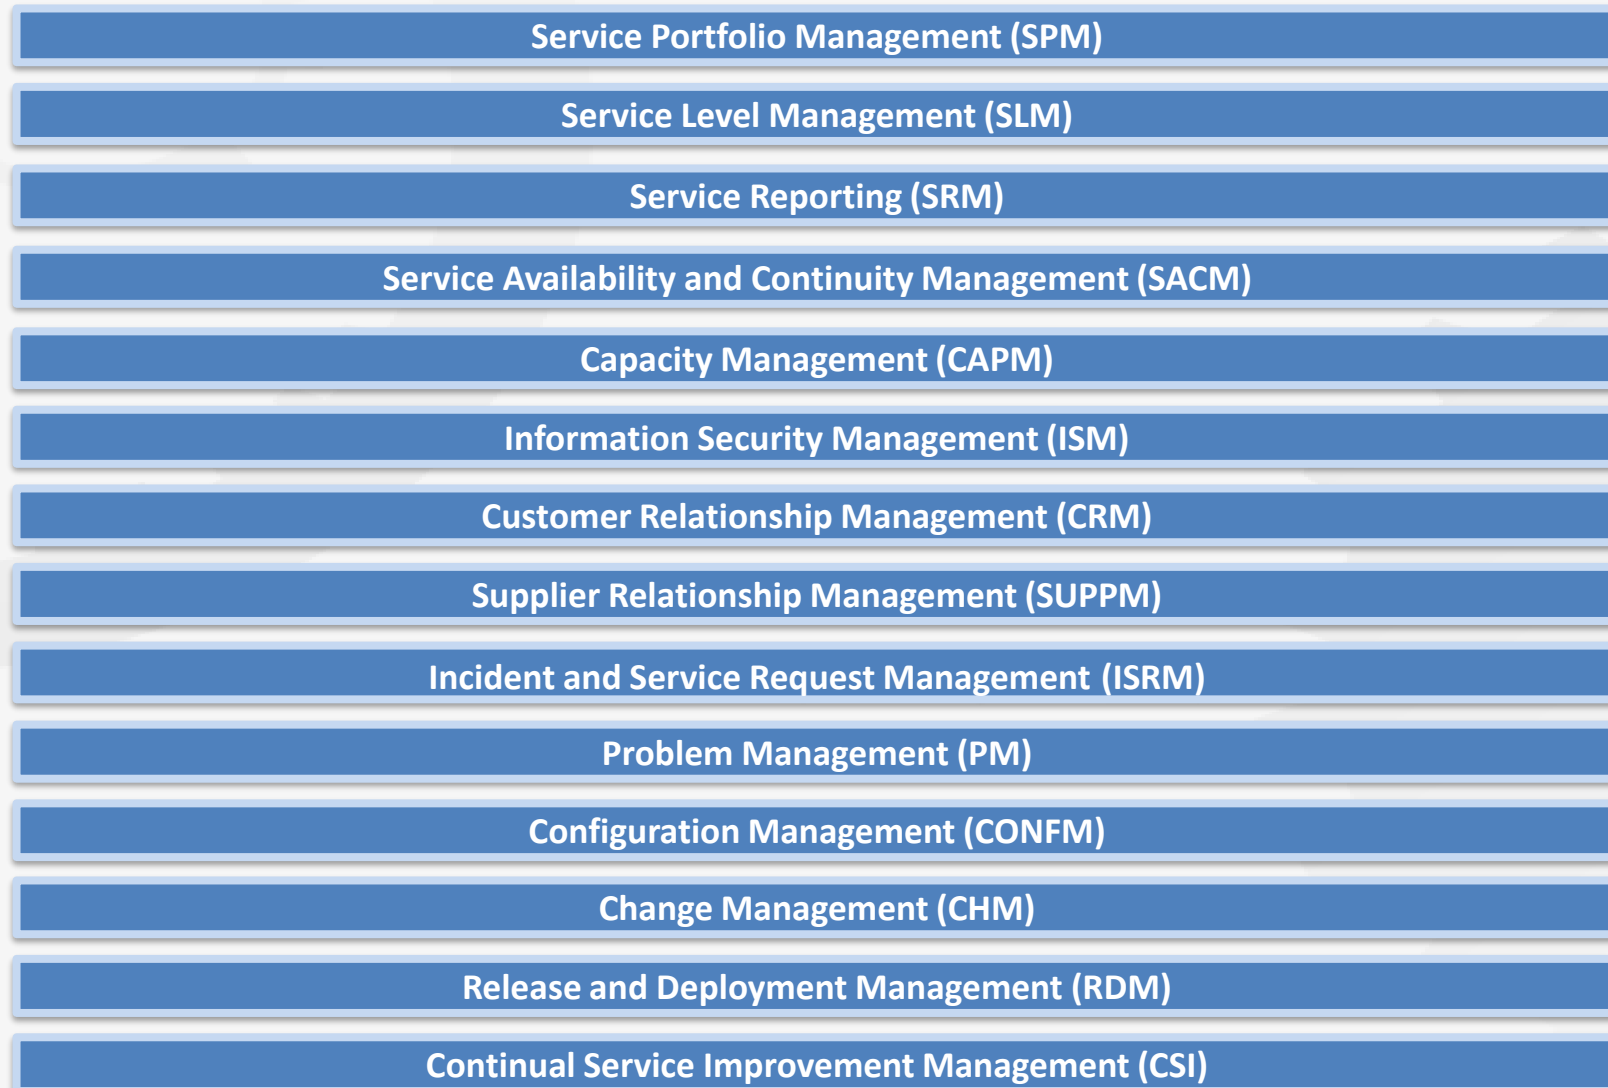 Service Portfolio Management (SPM)
Service Level Management (SLM)
Service Reporting (SRM)
Service Availability and Continuity Management (SACM)
Capacity Management (CAPM)
Information Security Management (ISM)
Customer Relationship Management (CRM)
Supplier Relationship Management (SUPPM)
Incident and Service Request Management (ISRM)
Problem Management (PM)
Configuration Management (CONFM)
Change Management (CHM)
Release and Deployment Management (RDM)
Continual Service Improvement Management (CSI)